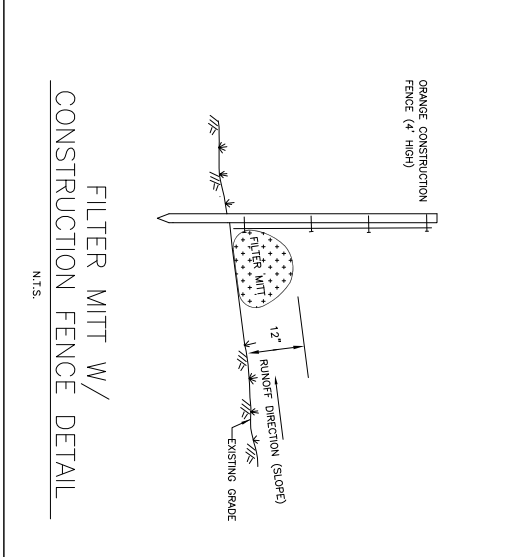 ORANGE CONSTRUCTION
FENCE (4' HIGH)
FILTER MITT
12"
RUNOFF DIRECTION (SLOPE)
EXISTING GRADE
FILTER MITT W/
CONSTRUCTION FENCE DETAIL
N.T.S.